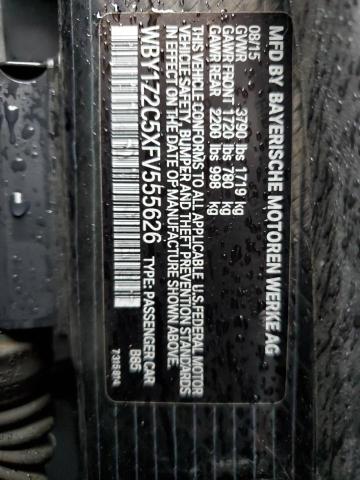 MFD BY BAYERISCHE MOTOREN WERKE AG
08/15
GVWR 3790 lbs 1719 kg
GAWR FRONT 1720 lbs 780 kg
GAWR REAR 2200 lbs 998 kg
THIS VEHICLE CONFORMS TO ALL APPLICABLE U.S. FEDERAL MOTOR
VEHICLE SAFETY, BUMPER AND THEFT PREVENTION STANDARDS
IN EFFECT ON THE DATE OF MANUFACTURE SHOWN ABOVE.
WBY1Z2C5XFV555626 TYPE: PASSENGER CAR
B85
7355814